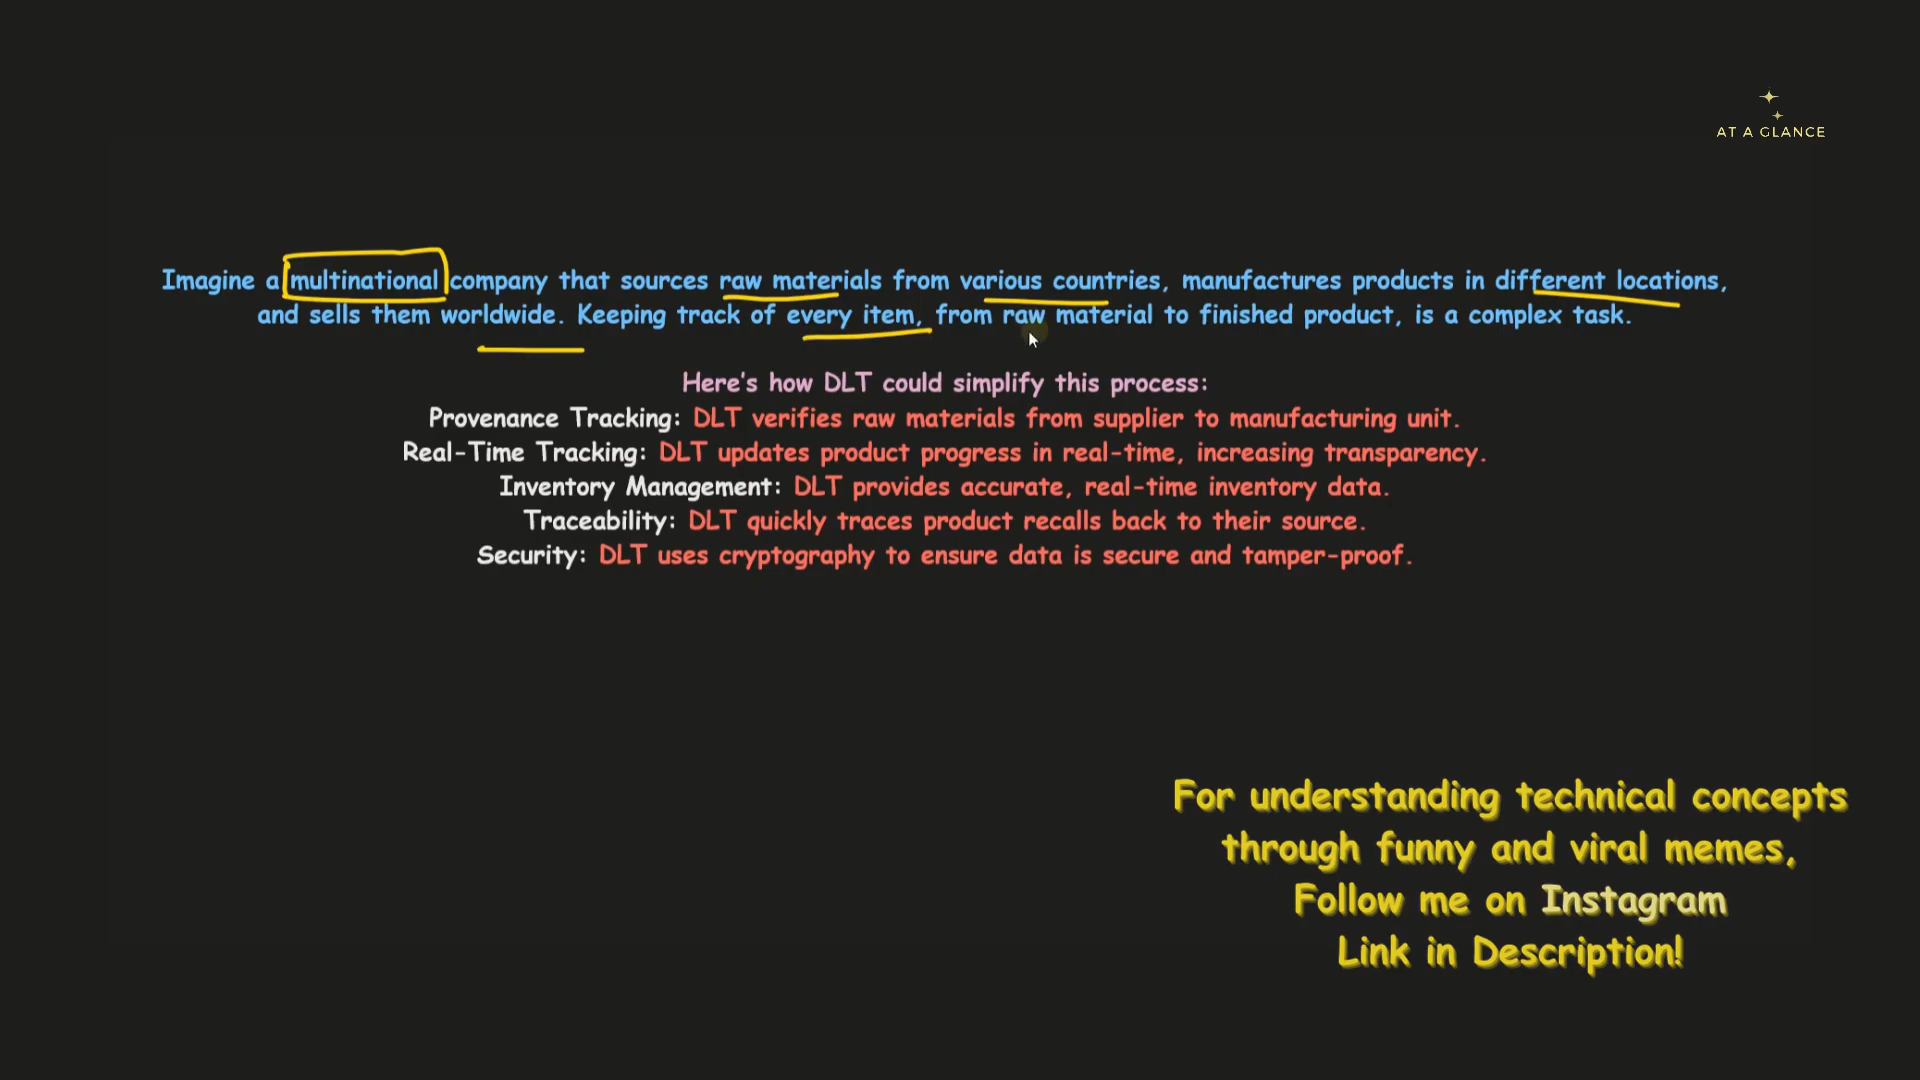 AT A GLANCE
Imagine a multinational company that sources raw materials from various countries, manufactures products in different locations,
and sells them worldwide. Keeping track of every item, from raw material to finished product, is a complex task.
Here's how DLT could simplify this process:
Provenance Tracking: DLT verifies raw materials from supplier to manufacturing unit.
Real-Time Tracking: DLT updates product progress in real-time, increasing transparency.
Inventory Management: DLT provides accurate, real-time inventory data.
Traceability: DLT quickly traces product recalls back to their source.
Security: DLT uses cryptography to ensure data is secure and tamper-proof.
For understanding technical concepts
through funny and viral memes,
Follow me on Instagram
Link in Description!